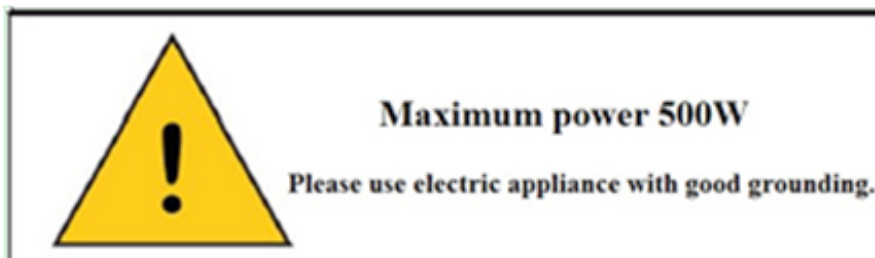 Maximum power 500W
Please use electric appliance with good grounding.